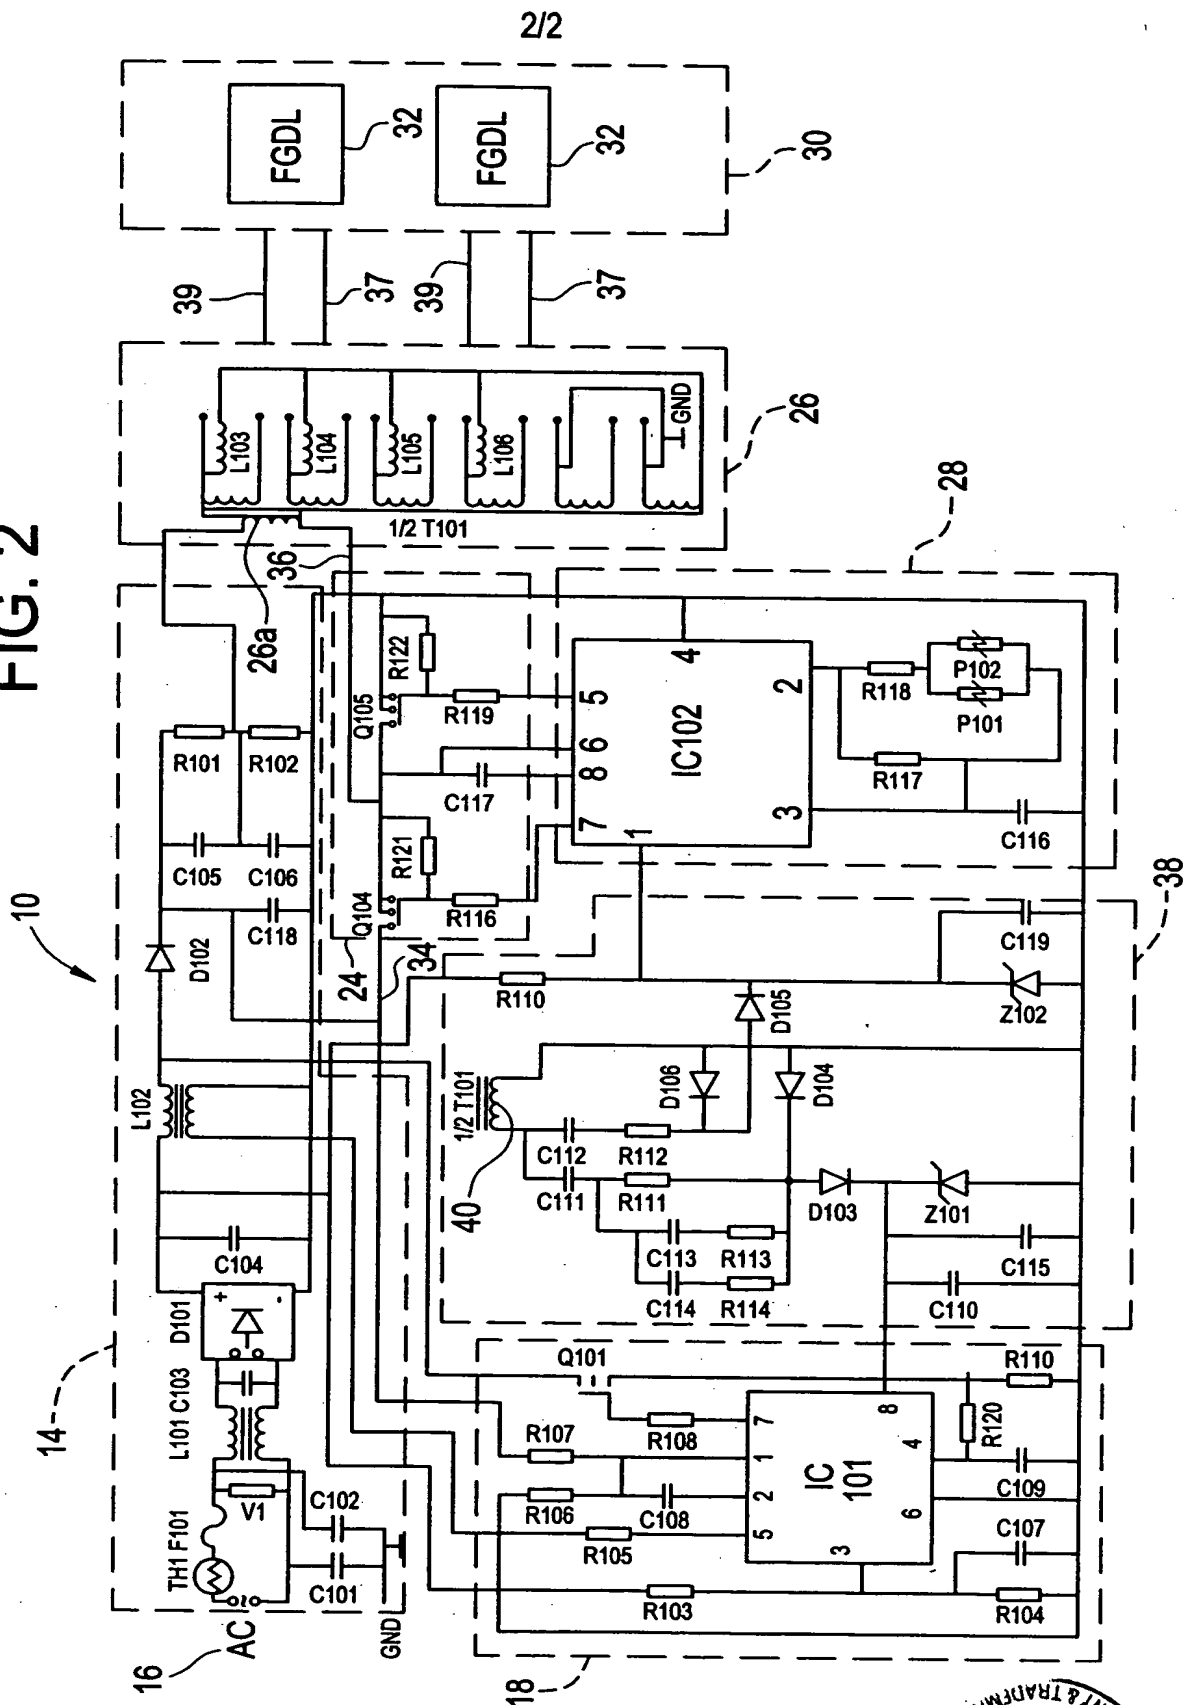 2/2
FIG. 2
10
14
16
AC
TH1 F101
V1
L101 C103
D101
+
-
C101
C102
GND
C104
L102
D102
C118
C105
C106
R101
R102
26a
36
1/2 T101
L103
L104
L105
L106
GND
26
39
37
39
37
FGDL
32
FGDL
32
30
24
34
Q104
R121
R116
C117
Q105
R122
R119
28
IC102
7
8
6
5
4
1
3
2
R117
R118
P101
P102
C116
38
R110
D105
C119
Z102
1/2 T101
40
C112
R112
D106
D104
C111
R111
C113
R113
C114
R114
D103
Z101
C115
C110
18
Q101
R107
R108
R106
C108
R105
R103
IC
101
7
1
2
5
3
8
4
6
R110
R120
C109
C107
R104